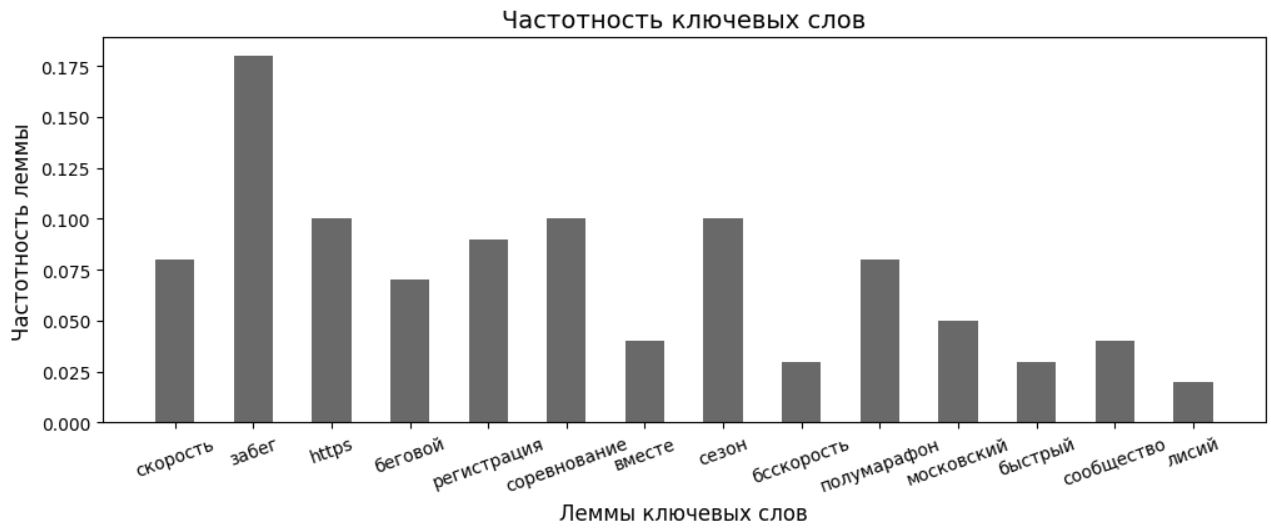 Частотность ключевых слов
Частотность леммы
0.175
0.150
0.125
0.100
0.075
0.050
0.025
0.000
скорость
забег
https
беговой
регистрация
соревнование
вместе
сезон
бсскорость
полумарафон
московский
быстрый
сообщество
лисий
Леммы ключевых слов